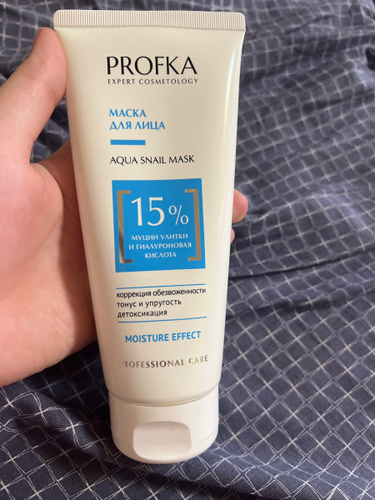 PROFKA
EXPERT COSMETOLOGY
МАСКА
ДЛЯ ЛИЦА
AQUA SNAIL MASK
15%
МУЦИН УЛИТКИ
И ГИАЛУРОНОВАЯ
КИСЛОТА
коррекция обезвоженности
тонус и упругость
детоксикация
MOISTURE EFFECT
PROFESSIONAL CARE